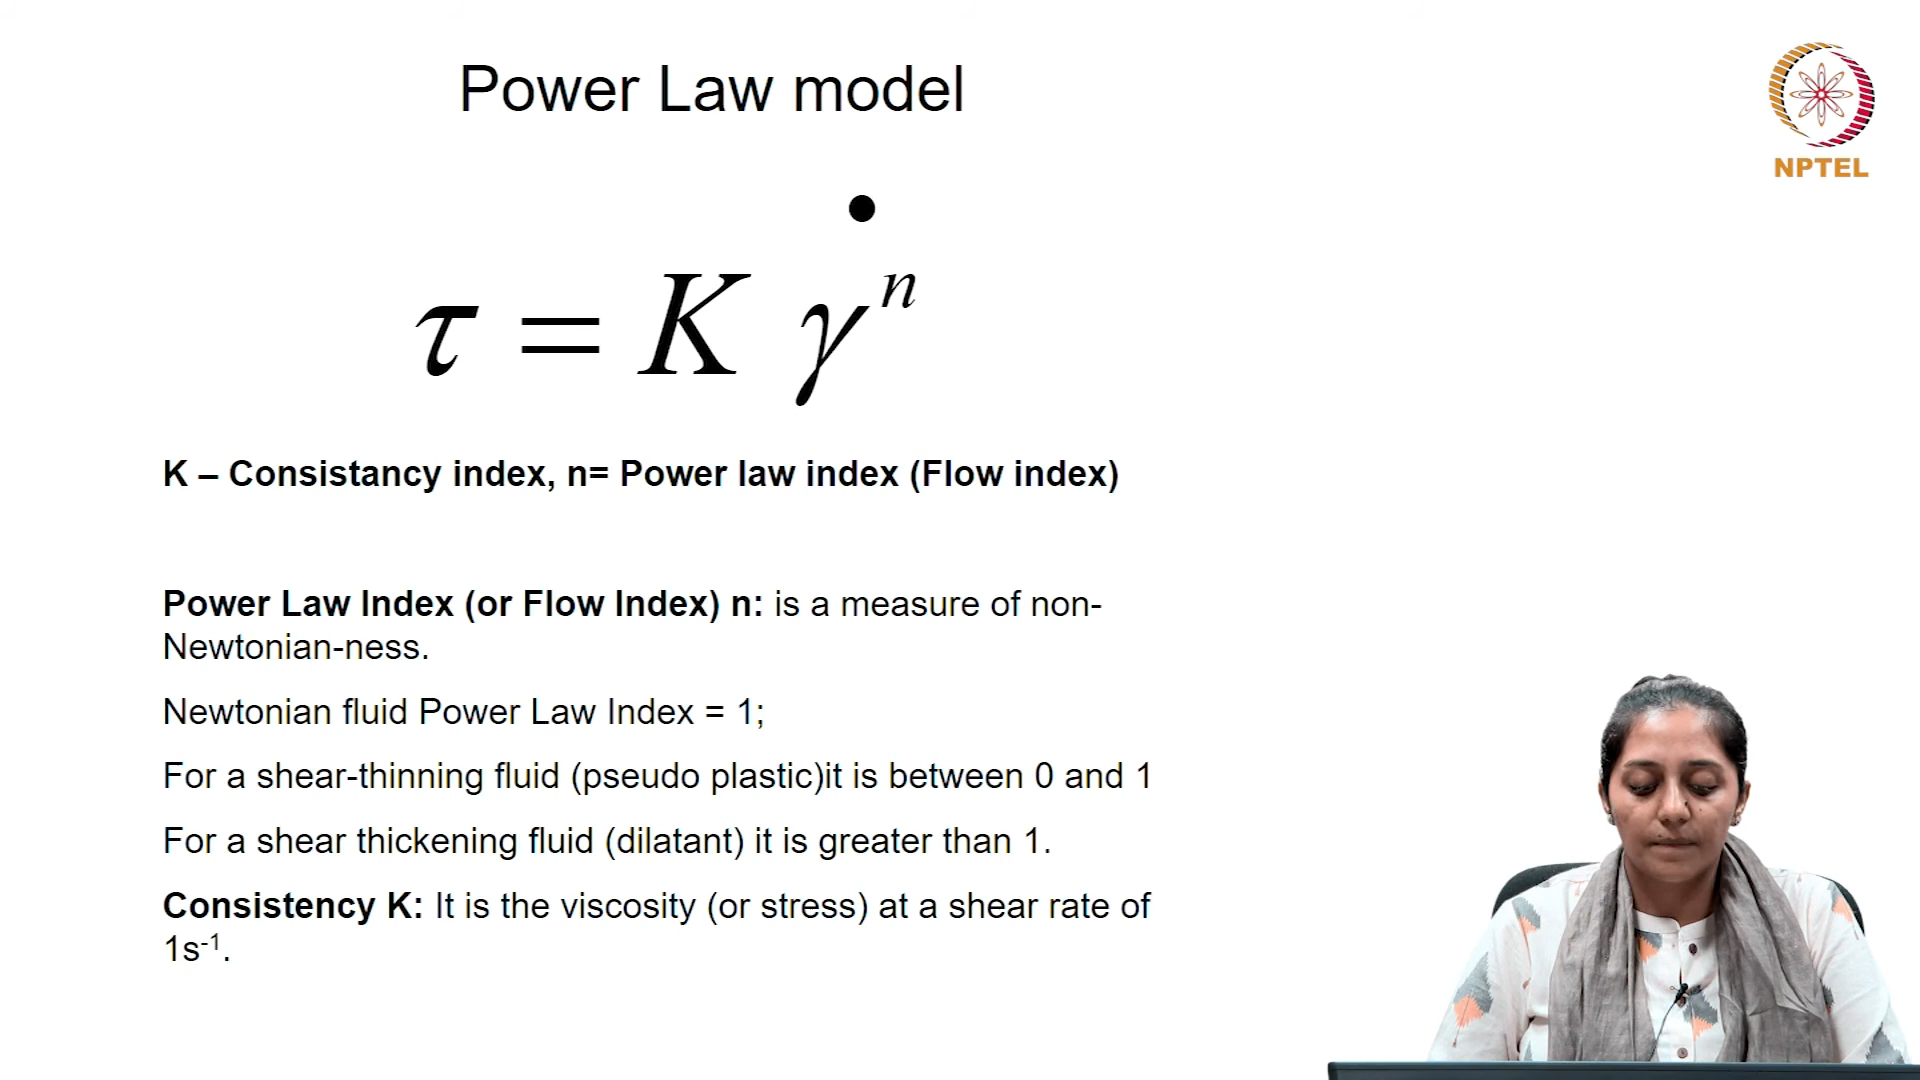 Power Law model
NPTEL
τ = K γ̇ⁿ
K – Consistancy index, n= Power law index (Flow index)
Power Law Index (or Flow Index) n: is a measure of non-
Newtonian-ness.
Newtonian fluid Power Law Index = 1;
For a shear-thinning fluid (pseudo plastic)it is between 0 and 1
For a shear thickening fluid (dilatant) it is greater than 1.
Consistency K: It is the viscosity (or stress) at a shear rate of
1s⁻¹.